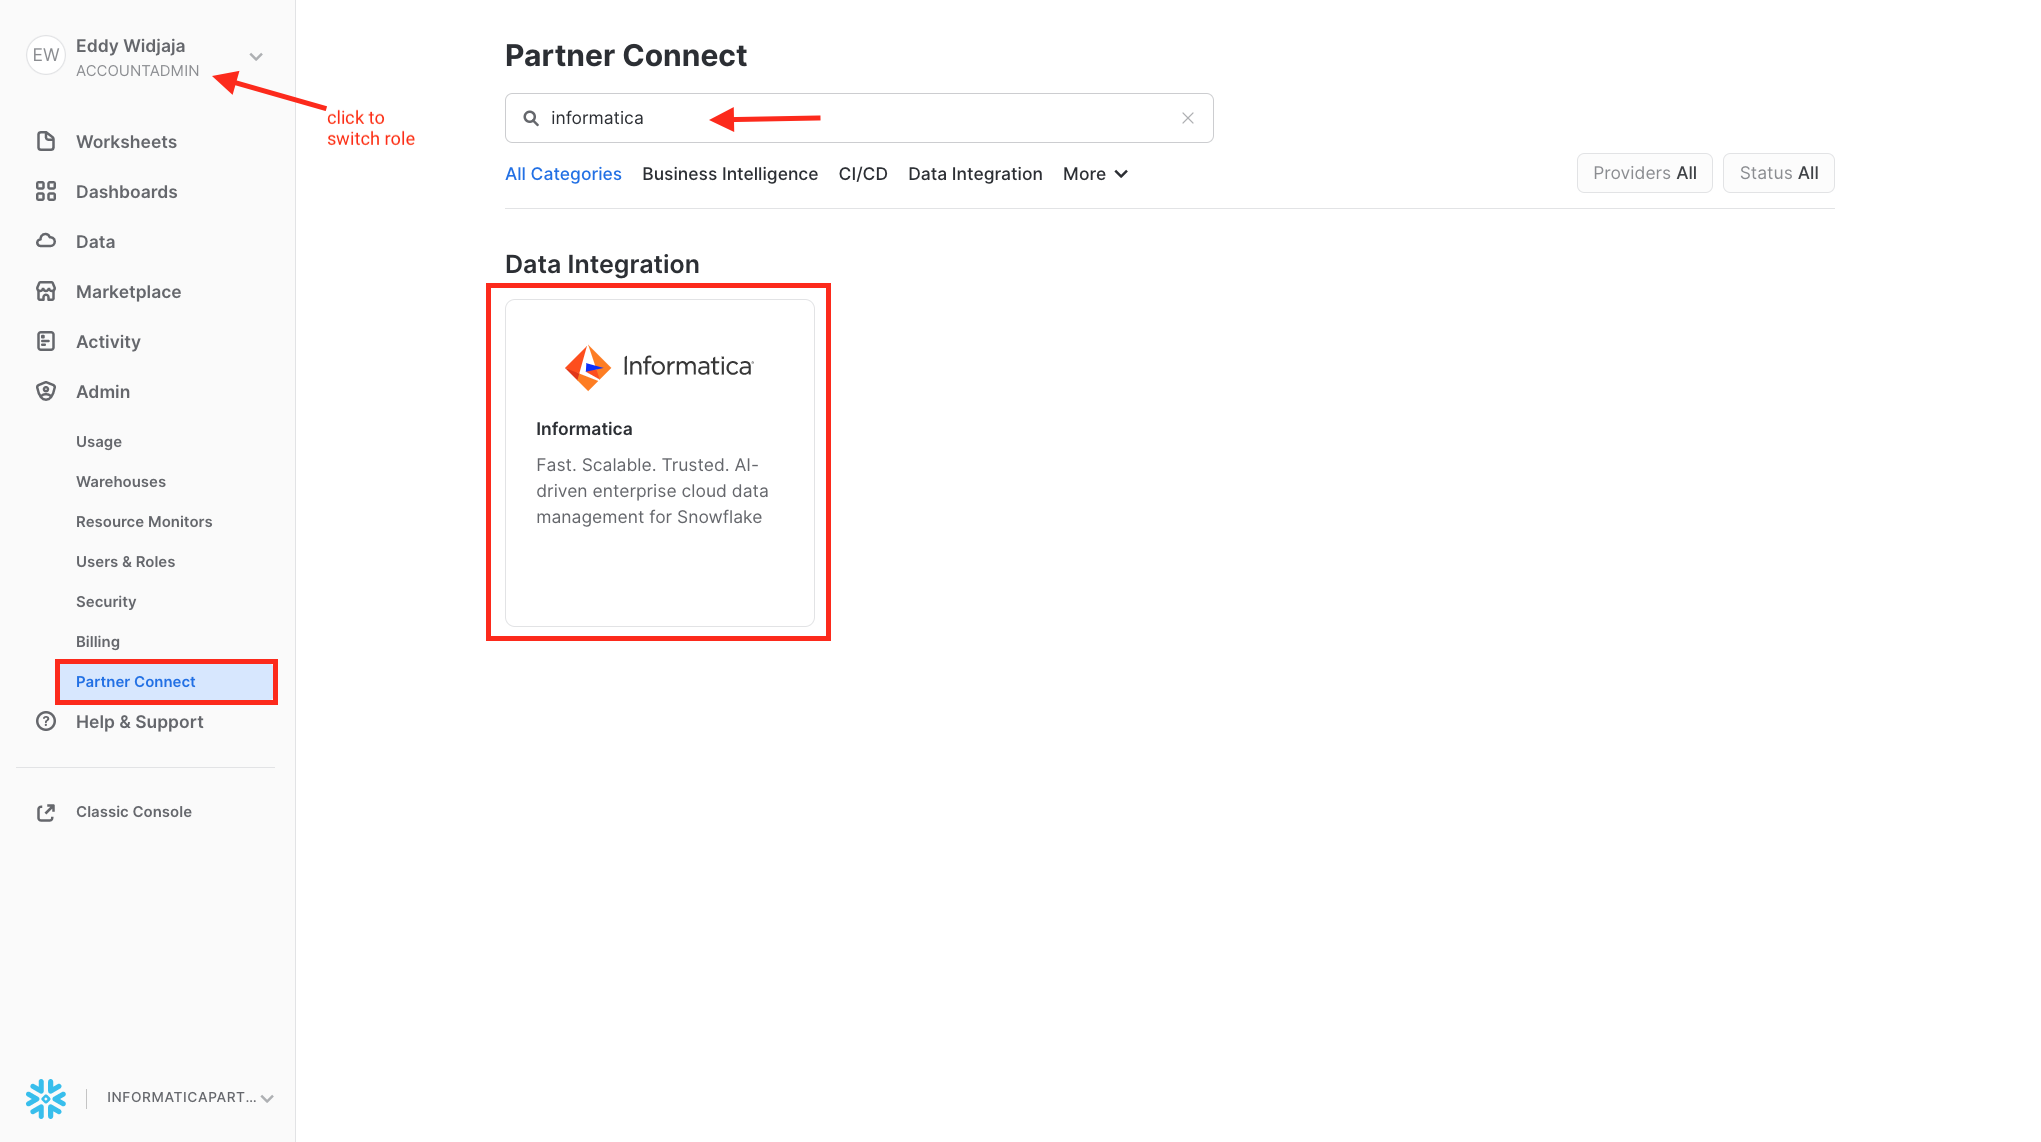 EW
Eddy Widjaja
ACCOUNTADMIN
click to
switch role
Worksheets
Dashboards
Data
Marketplace
Activity
Admin
Usage
Warehouses
Resource Monitors
Users & Roles
Security
Billing
Partner Connect
Help & Support
Classic Console
INFORMATICAPART...
Partner Connect
informatica
All Categories Business Intelligence CI/CD Data Integration More
Providers All Status All
Data Integration
Informatica
Informatica
Fast. Scalable. Trusted. AI-
driven enterprise cloud data
management for Snowflake